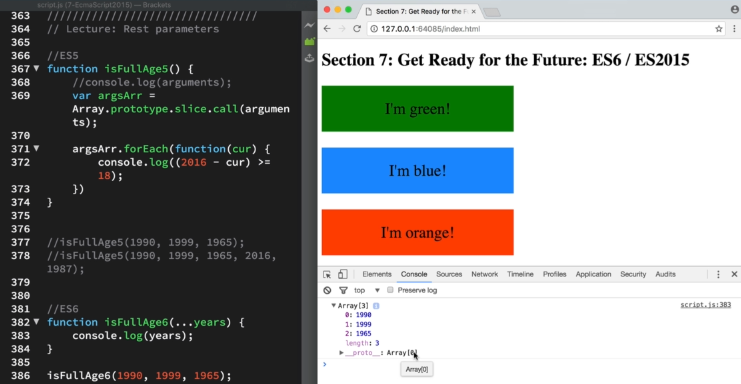 script.js (7-EcmaScript2015) — Brackets
363 ////////////////////////////////
364 // Lecture: Rest parameters
365
366 //ES5
367 function isFullAge5() {
368 //console.log(arguments);
369 var argsArr =
Array.prototype.slice.call(argumen
ts);
370
371 argsArr.forEach(function(cur) {
372 console.log((2016 - cur) >=
18);
373 })
374 }
375
376
377 //isFullAge5(1990, 1999, 1965);
378 //isFullAge5(1990, 1999, 1965, 2016,
1987);
379
380
381 //ES6
382 function isFullAge6(...years) {
383 console.log(years);
384 }
385
386 isFullAge6(1990, 1999, 1965);
Section 7: Get Ready for the F
127.0.0.1:64085/index.html
Section 7: Get Ready for the Future: ES6 / ES2015
I'm green!
I'm blue!
I'm orange!
Elements Console Sources Network Timeline Profiles Application Security Audits
top Preserve log
Array[3] script.js:383
0: 1990
1: 1999
2: 1965
length: 3
__proto__: Array[0]
Array[0]